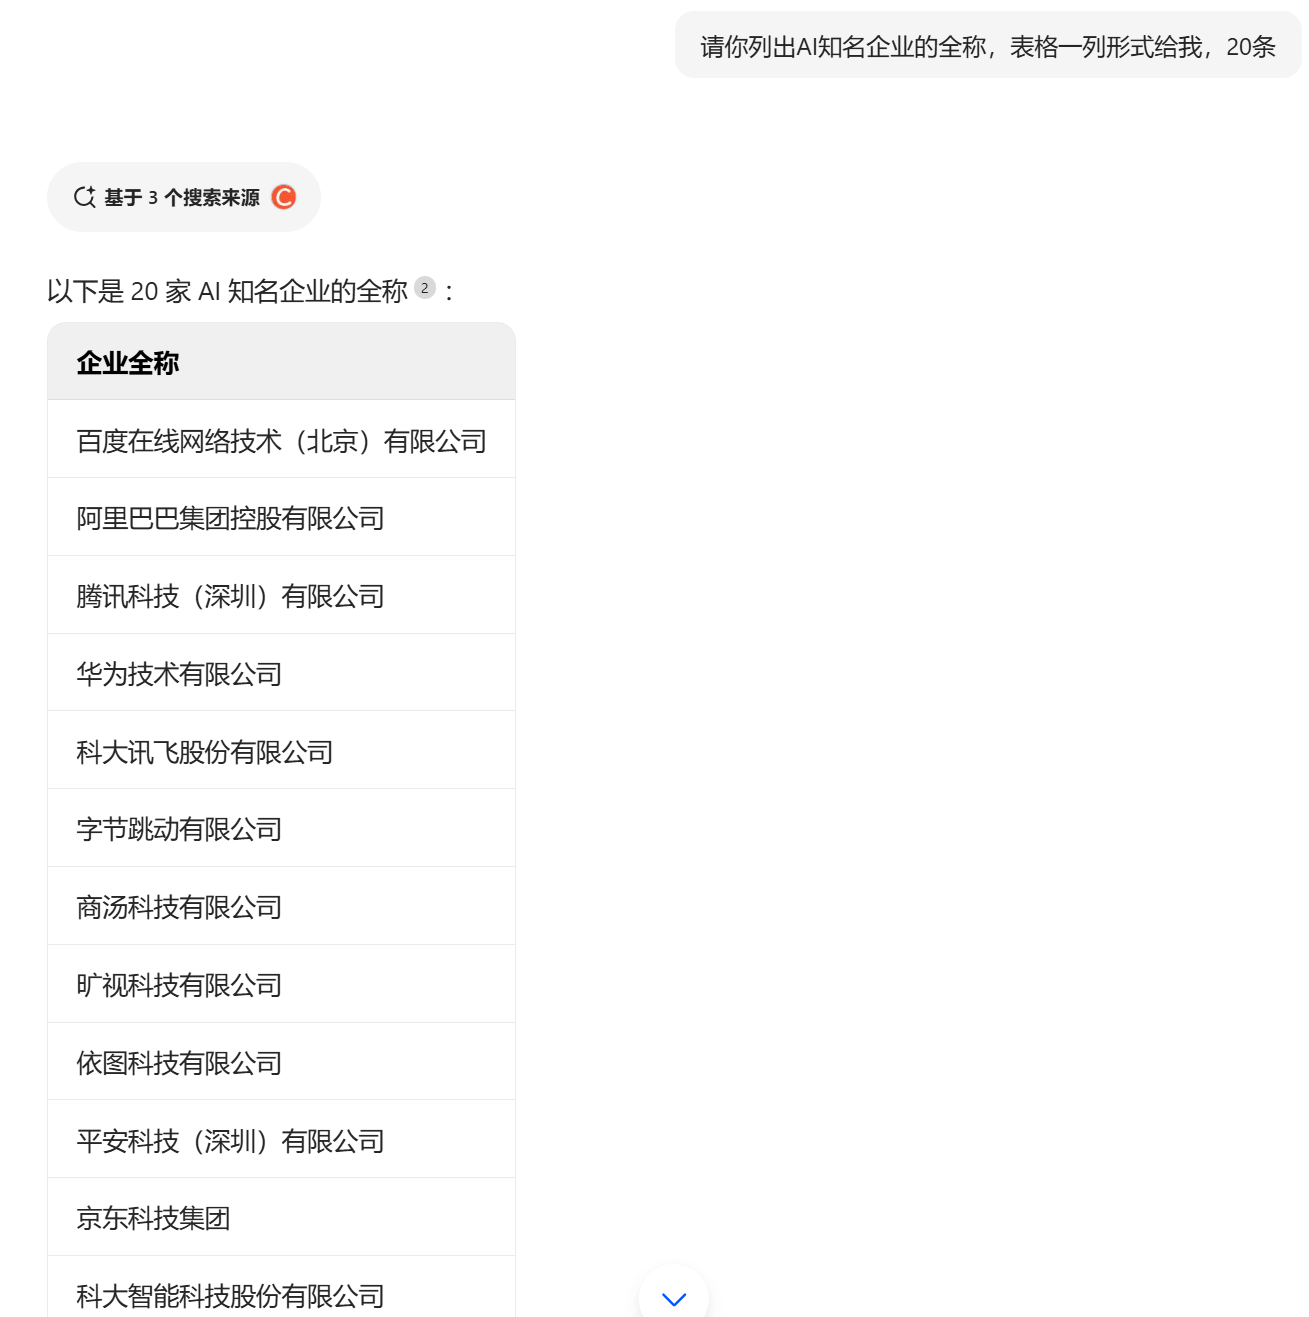 请你列出AI知名企业的全称，表格一列形式给我，20条
基于 3 个搜索来源
以下是 20 家 AI 知名企业的全称 2 ：
企业全称
百度在线网络技术（北京）有限公司
阿里巴巴集团控股有限公司
腾讯科技（深圳）有限公司
华为技术有限公司
科大讯飞股份有限公司
字节跳动有限公司
商汤科技有限公司
旷视科技有限公司
依图科技有限公司
平安科技（深圳）有限公司
京东科技集团
科大智能科技股份有限公司